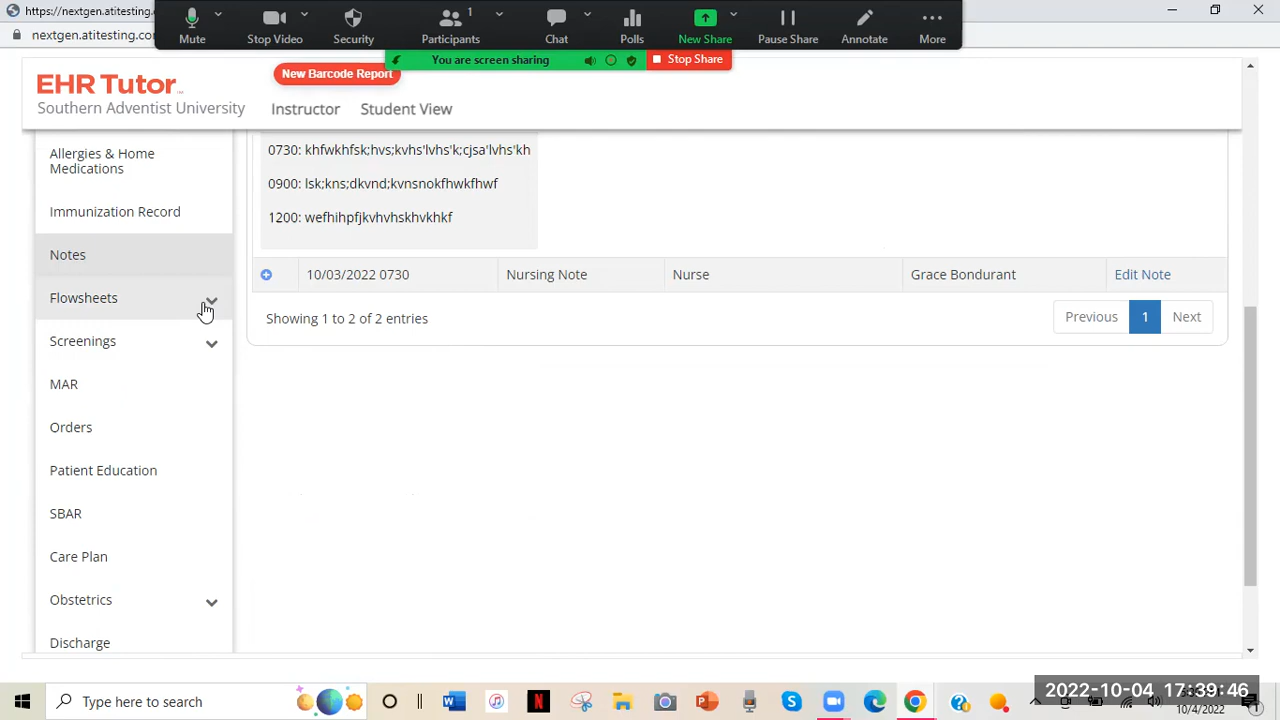 https://nextgen.atitesting.
nextgen.atitesting.co
Mute
Stop Video
Security
1
Participants
Chat
Polls
New Share
Pause Share
Annotate
More
You are screen sharing
Stop Share
EHR Tutor
Southern Adventist University
New Barcode Report
Instructor
Student View
Allergies & Home
Medications
Immunization Record
Notes
Flowsheets
Screenings
MAR
Orders
Patient Education
SBAR
Care Plan
Obstetrics
Discharge
0730: khfwkhfsk;hvs;kvhs'lvhs'k;cjsa'lvhs'kh
0900: lsk;kns;dkvnd;kvnsnokfhwkfhwf
1200: wefhihpfjkvhvhskhvkhkf
10/03/2022 0730
Nursing Note
Nurse
Grace Bondurant
Edit Note
Showing 1 to 2 of 2 entries
Previous
1
Next
Type here to search
2022-10-04 17:39:46
10/4/2022